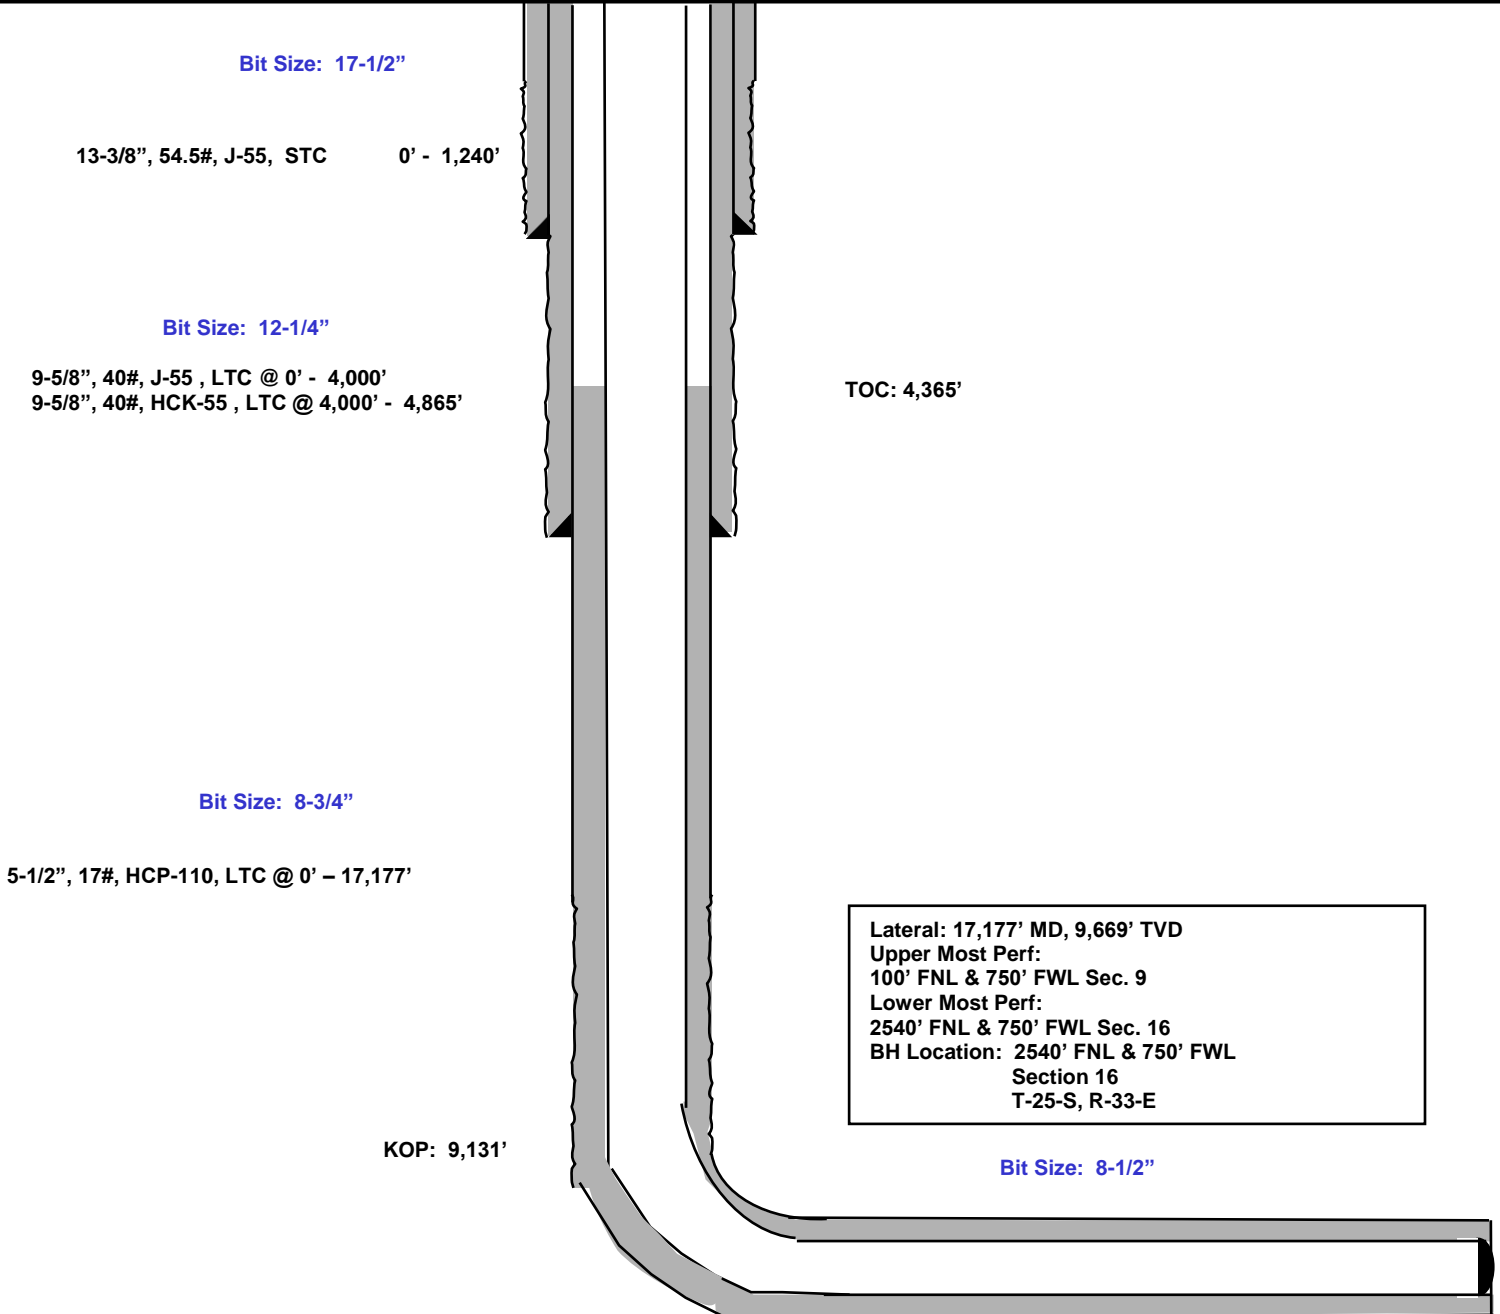 Bit Size: 17-1/2”
13-3/8”, 54.5#, J-55, STC 0’ - 1,240’
Bit Size: 12-1/4”
9-5/8”, 40#, J-55 , LTC @ 0’ - 4,000’
9-5/8”, 40#, HCK-55 , LTC @ 4,000’ - 4,865’
TOC: 4,365’
Bit Size: 8-3/4”
5-1/2”, 17#, HCP-110, LTC @ 0’ – 17,177’
Lateral: 17,177’ MD, 9,669’ TVD
Upper Most Perf:
100’ FNL & 750’ FWL Sec. 9
Lower Most Perf:
2540’ FNL & 750’ FWL Sec. 16
BH Location: 2540’ FNL & 750’ FWL
Section 16
T-25-S, R-33-E
KOP: 9,131’
Bit Size: 8-1/2”